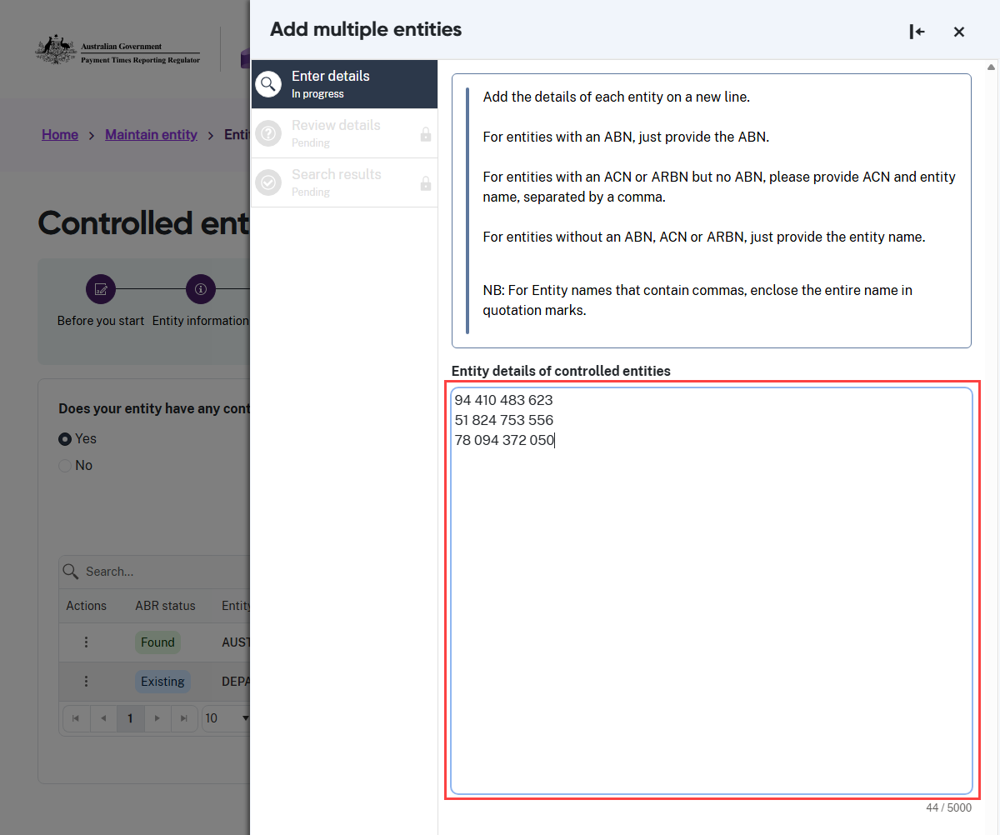 Add multiple entities
Australian Government
Payment Times Reporting Regulator
Home > Maintain entity > Enti
Controlled ent
Before you start
Entity information
Does your entity have any cont
Yes
No
Search...
Actions ABR status Entity
Found AUST
Existing DEPA
1 10
Enter details
In progress
Review details
Pending
Search results
Pending
Add the details of each entity on a new line.
For entities with an ABN, just provide the ABN.
For entities with an ACN or ARBN but no ABN, please provide ACN and entity
name, separated by a comma.
For entities without an ABN, ACN or ARBN, just provide the entity name.
NB: For Entity names that contain commas, enclose the entire name in
quotation marks.
Entity details of controlled entities
94 410 483 623
51 824 753 556
78 094 372 050
44 / 5000